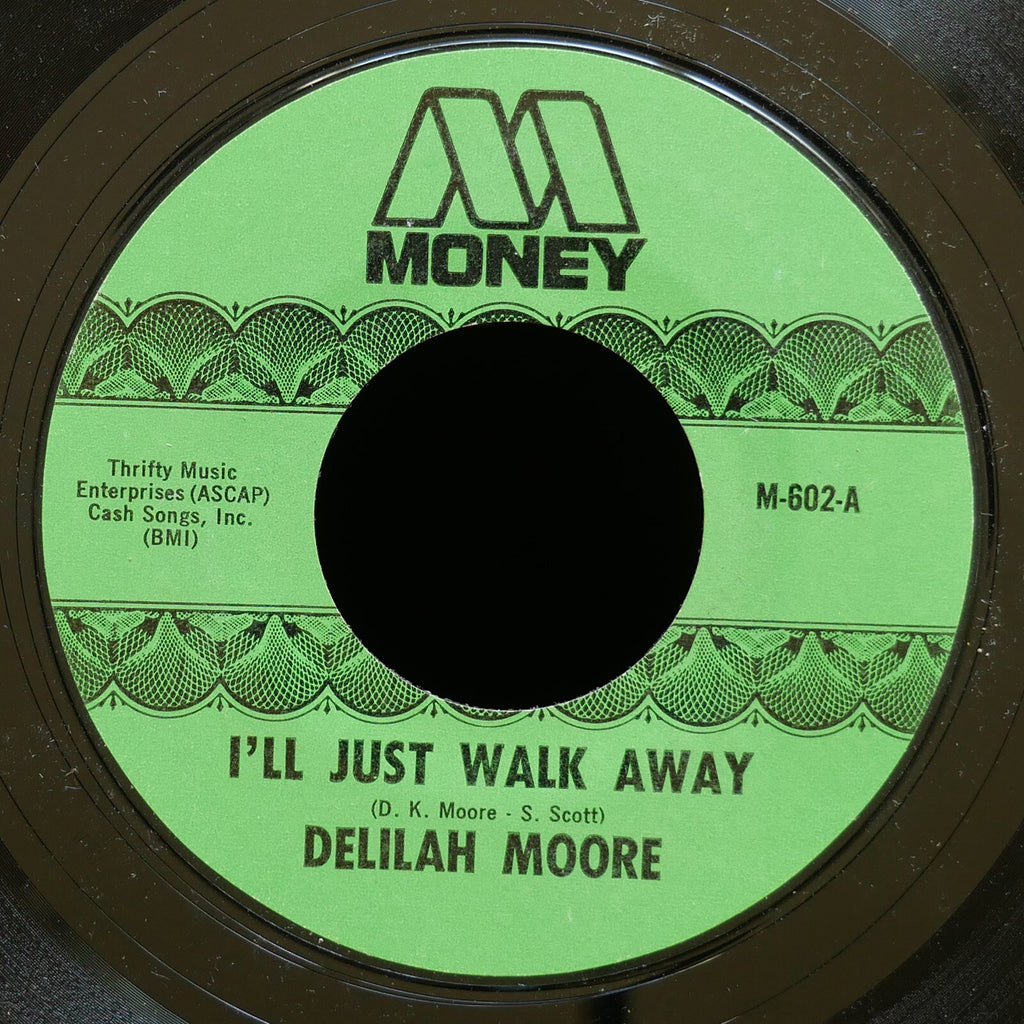 M
MONEY
Thrifty Music
Enterprises (ASCAP)
Cash Songs, Inc.
(BMI)
M-602-A
I'LL JUST WALK AWAY
(D. K. Moore - S. Scott)
DELILAH MOORE